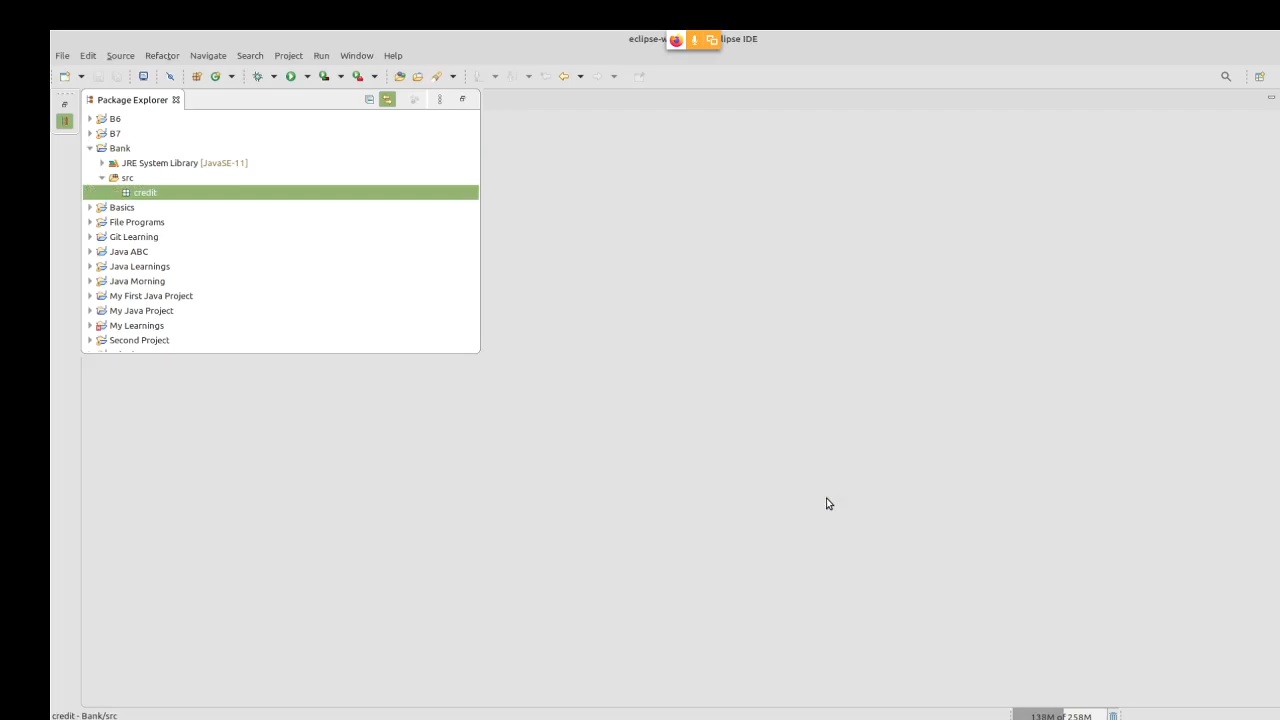 eclipse-w lipse IDE
File Edit Source Refactor Navigate Search Project Run Window Help
Package Explorer
B6
B7
Bank
JRE System Library [JavaSE-11]
src
credit
Basics
File Programs
Git Learning
Java ABC
Java Learnings
Java Morning
My First Java Project
My Java Project
My Learnings
Second Project
credit - Bank/src
138M of 258M